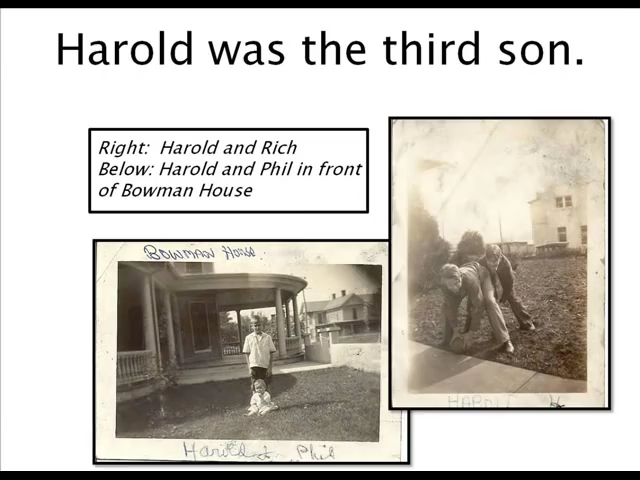 Harold was the third son.
Right: Harold and Rich
Below: Harold and Phil in front
of Bowman House
BOWMAN House.
Harold + Phil
HAROLD